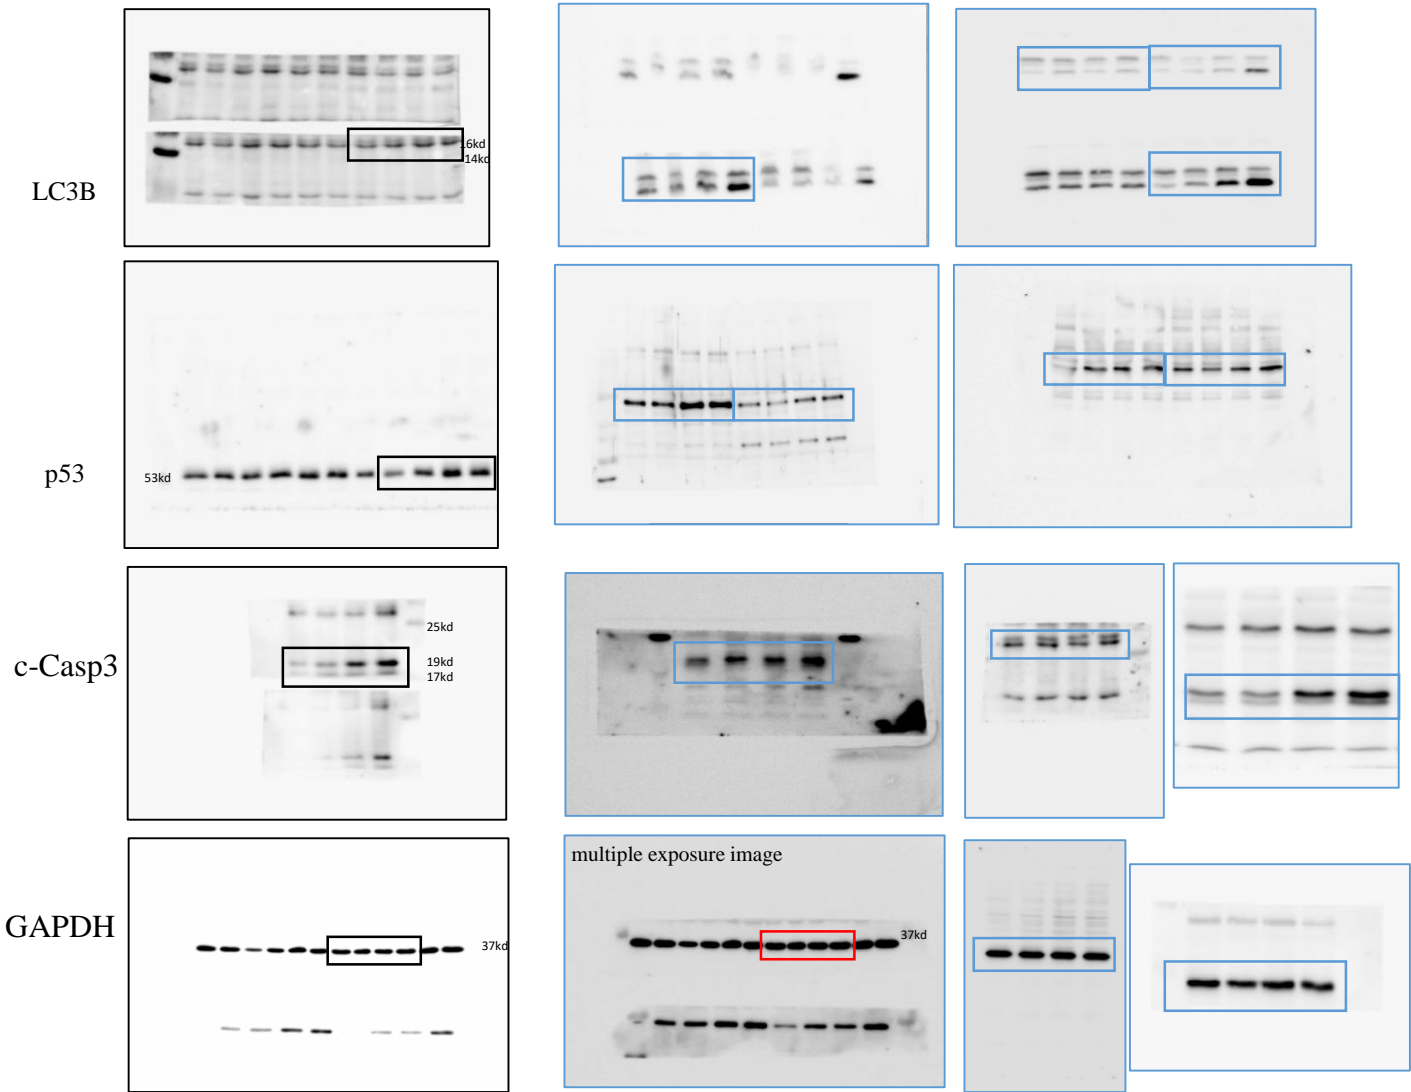 16kd
14kd
LC3B
p53
53kd
25kd
c-Casp3
19kd
17kd
multiple exposure image
GAPDH
37kd
37kd